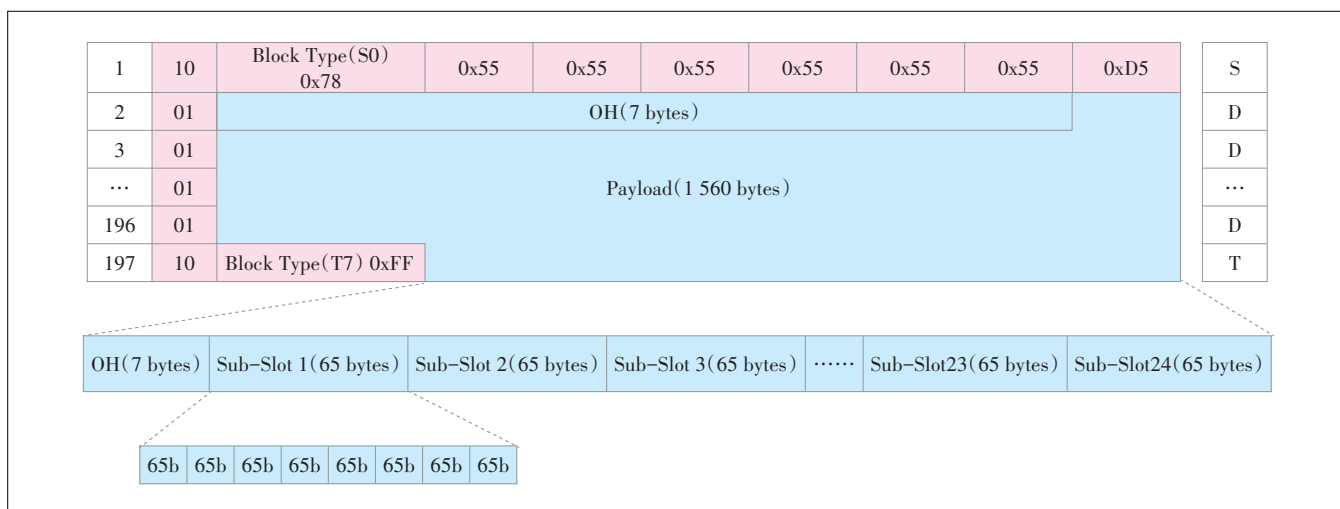 1 10 Block Type(S0) 0x78 0x55 0x55 0x55 0x55 0x55 0x55 0xD5 S
2 01 OH(7 bytes) D
3 01 D
… 01 Payload(1 560 bytes) …
196 01 D
197 10 Block Type(T7) 0xFF T
OH(7 bytes) Sub-Slot 1(65 bytes) Sub-Slot 2(65 bytes) Sub-Slot 3(65 bytes) …… Sub-Slot23(65 bytes) Sub-Slot24(65 bytes)
65b 65b 65b 65b 65b 65b 65b 65b